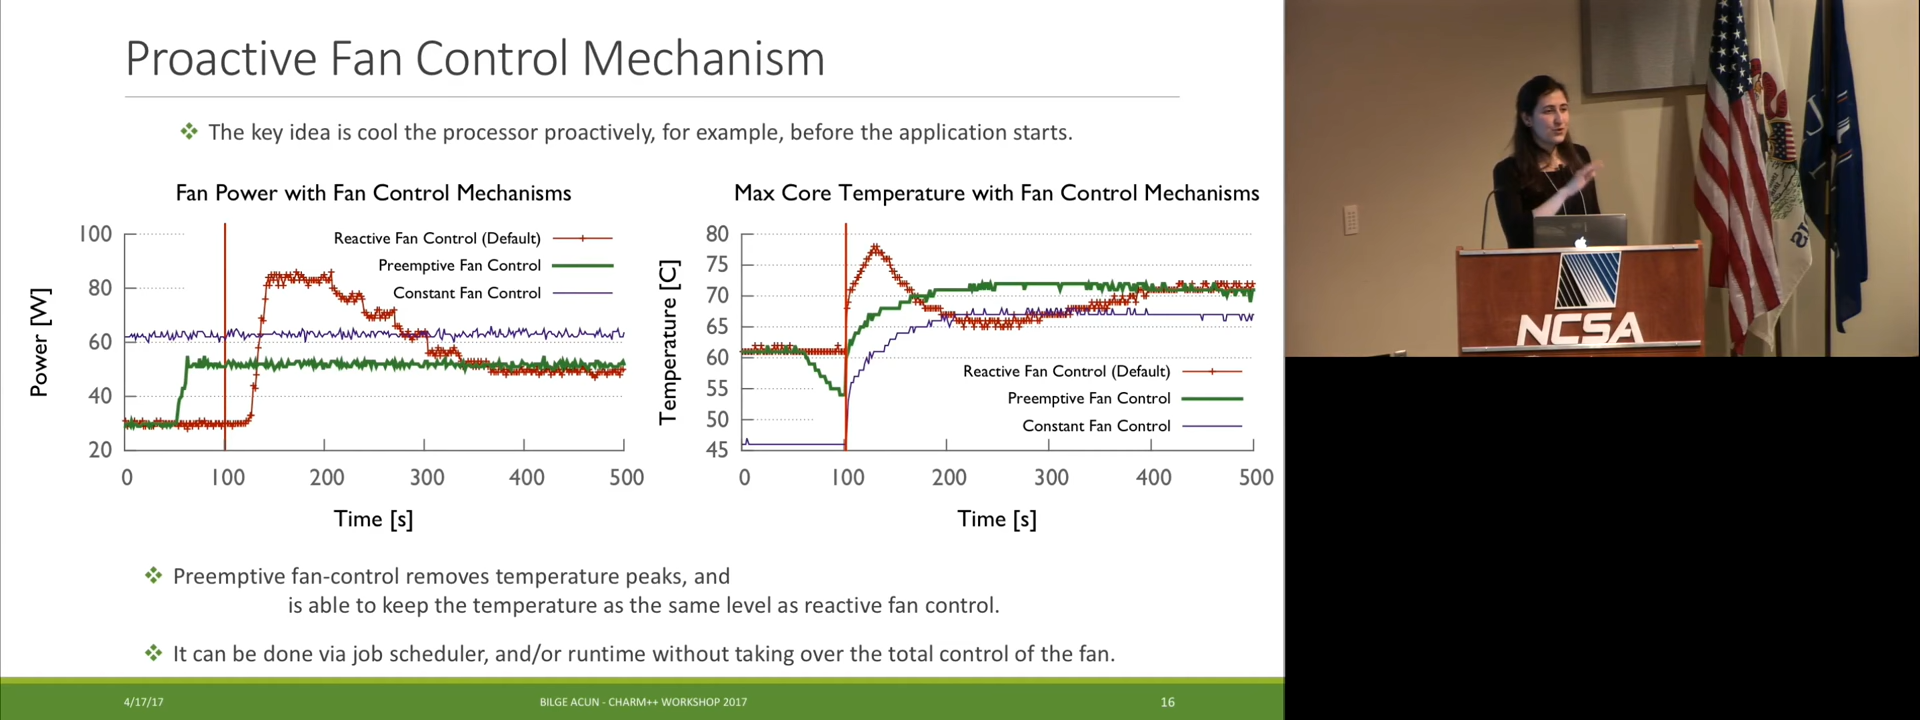 Proactive Fan Control Mechanism
❖ The key idea is cool the processor proactively, for example, before the application starts.
Fan Power with Fan Control Mechanisms
Power [W]
100
80
60
40
20
Reactive Fan Control (Default)
Preemptive Fan Control
Constant Fan Control
0 100 200 300 400 500
Time [s]
Max Core Temperature with Fan Control Mechanisms
Temperature [C]
80
75
70
65
60
55
50
45
Reactive Fan Control (Default)
Preemptive Fan Control
Constant Fan Control
0 100 200 300 400 500
Time [s]
❖ Preemptive fan-control removes temperature peaks, and
is able to keep the temperature as the same level as reactive fan control.
❖ It can be done via job scheduler, and/or runtime without taking over the total control of the fan.
4/17/17 BILGE ACUN - CHARM++ WORKSHOP 2017 16
NCSA